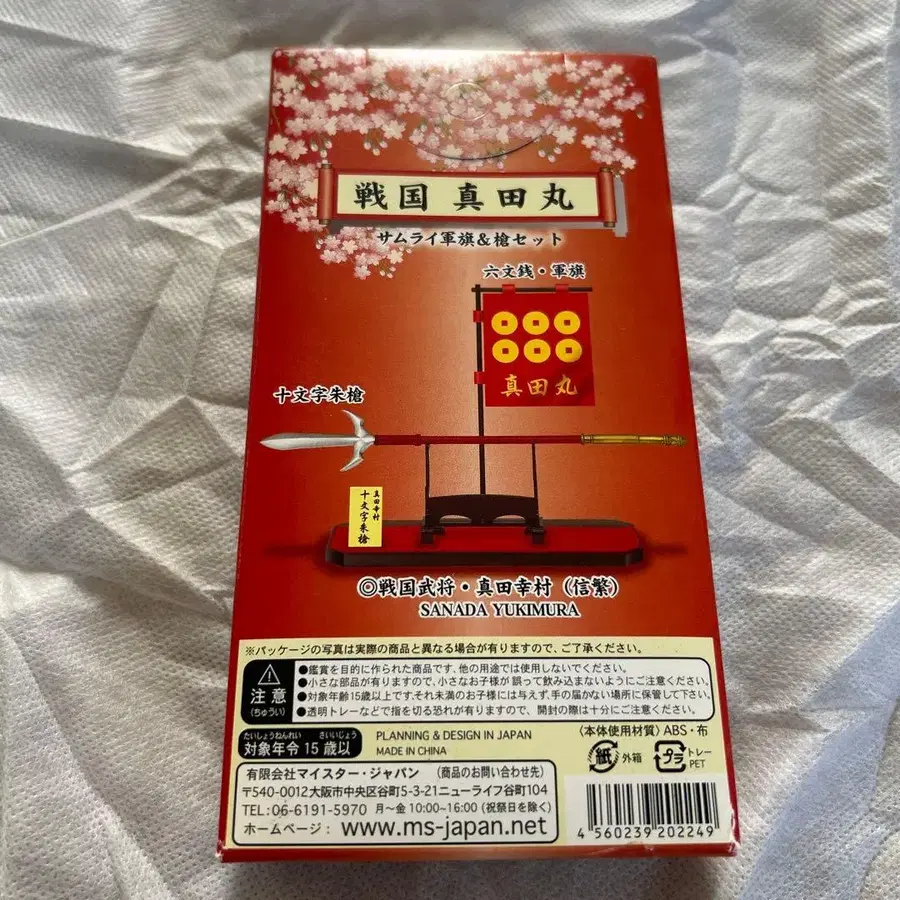 戦国 真田丸
サムライ軍旗&槍セット
六文銭・軍旗
真田丸
十文字朱槍
真田幸村
十文字朱槍
◎戦国武将・真田幸村（信繁）
SANADA YUKIMURA
※パッケージの写真は実際の商品と異なる場合が有りますので、ご了承ください。
注意
(ちゅうい)
●鑑賞を目的に作られた商品です、他の用途では使用しないでください。
●小さな部品が有りますので、小さなお子様が誤って飲み込まないようにご注意ください。
●対象年齢15歳以上ですそれ未満のお子様には与えず、手の届かない場所に保管して下さい。
●透明トレーなどで指を切る恐れが有りますので、開封の際は十分にご注意ください。
たいしょうねんれい さいいじょう
対象年令 15 歳以
PLANNING & DESIGN IN JAPAN
MADE IN CHINA
〈本体使用材質〉ABS・布
紙 外箱
プラ トレー
PET
有限会社マイスター・ジャパン （商品のお問い合わせ先）
〒540-0012大阪市中央区谷町5-3-21ニューライフ谷町104
TEL:06-6191-5970 月〜金 10:00~16:00 (祝祭日を除く)
ホームページ： www.ms-japan.net
4 560239 202249